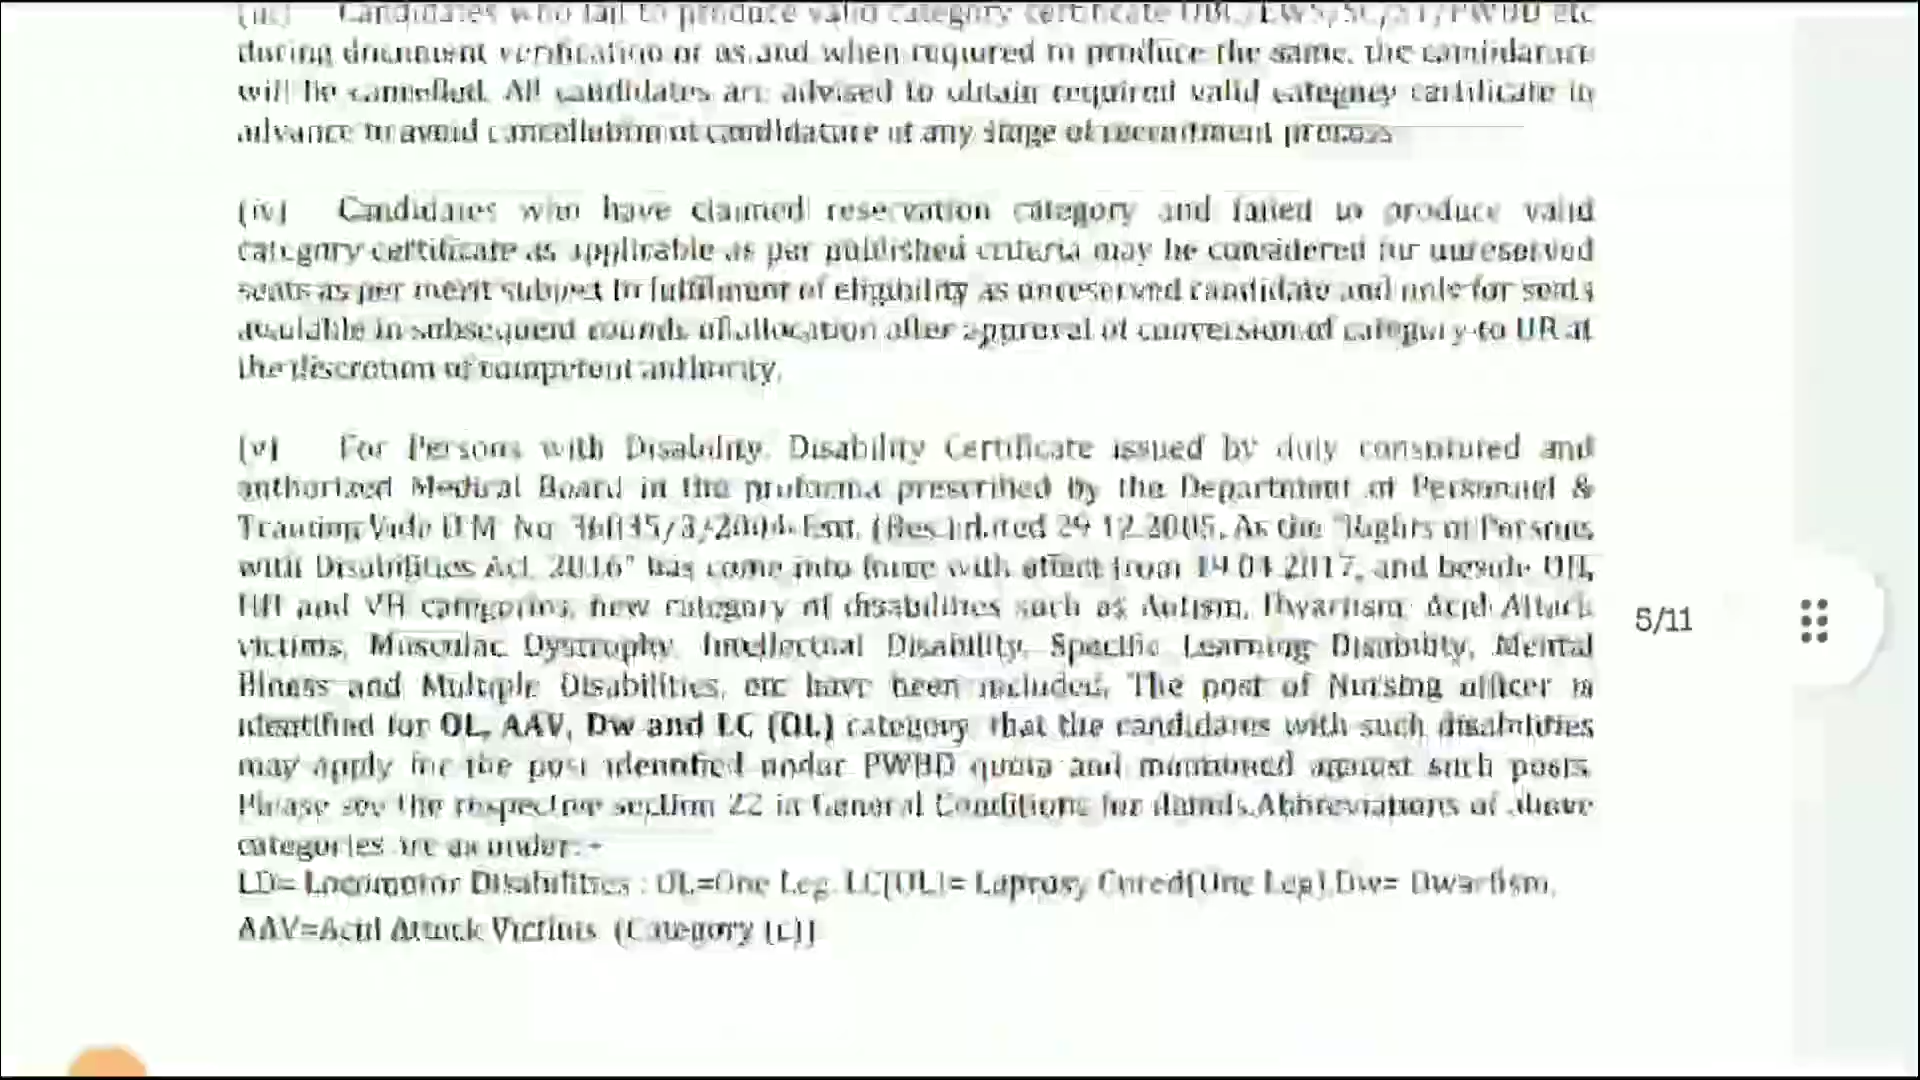 (iii) Candidates who fail to produce valid category certificate OBC/EWS/SC/ST/PWBD etc
during document verification or as and when required to produce the same, the candidature
will be cancelled. All candidates are advised to obtain required valid category certificate in
advance to avoid cancellation of candidature at any stage of recruitment process
(iv) Candidates who have claimed reservation category and failed to produce valid
category certificate as applicable as per published criteria may be considered for unreserved
seats as per merit subject to fulfilment of eligibility as unreserved candidate and only for seats
available in subsequent rounds of allocation after approval of conversion of category to UR at
the discretion of competent authority.
(v) For Persons with Disability. Disability Certificate issued by duly constituted and
authorized Medical Board in the proforma prescribed by the Department of Personnel &
Training Vide O M No 36035/3/2004-Estt. (Res) dated 29 12 2005. As the "Rights of Persons
with Disabilities Act, 2016" has come into force with effect from 19 04 2017, and beside OH,
HH and VH categories, new category of disabilities such as Autism, Dwarfism, Acid Attack
victims, Muscular Dystrophy, Intellectual Disability, Specific Learning Disability, Mental
Illness and Multiple Disabilities, etc have been included. The post of Nursing officer is
identified for OL, AAV, Dw and LC (OL) category that the candidates with such disabilities
may apply for the post identified under PWBD quota and mentioned against such posts.
Please see the respective section 22 in General Conditions for details. Abbreviations of above
categories are as under: -
LD= Locomotor Disabilities : OL=One Leg, LC(OL)= Leprosy Cured(One Leg), Dw= Dwarfism,
AAV=Acid Attack Victims (Category (c))
5/11